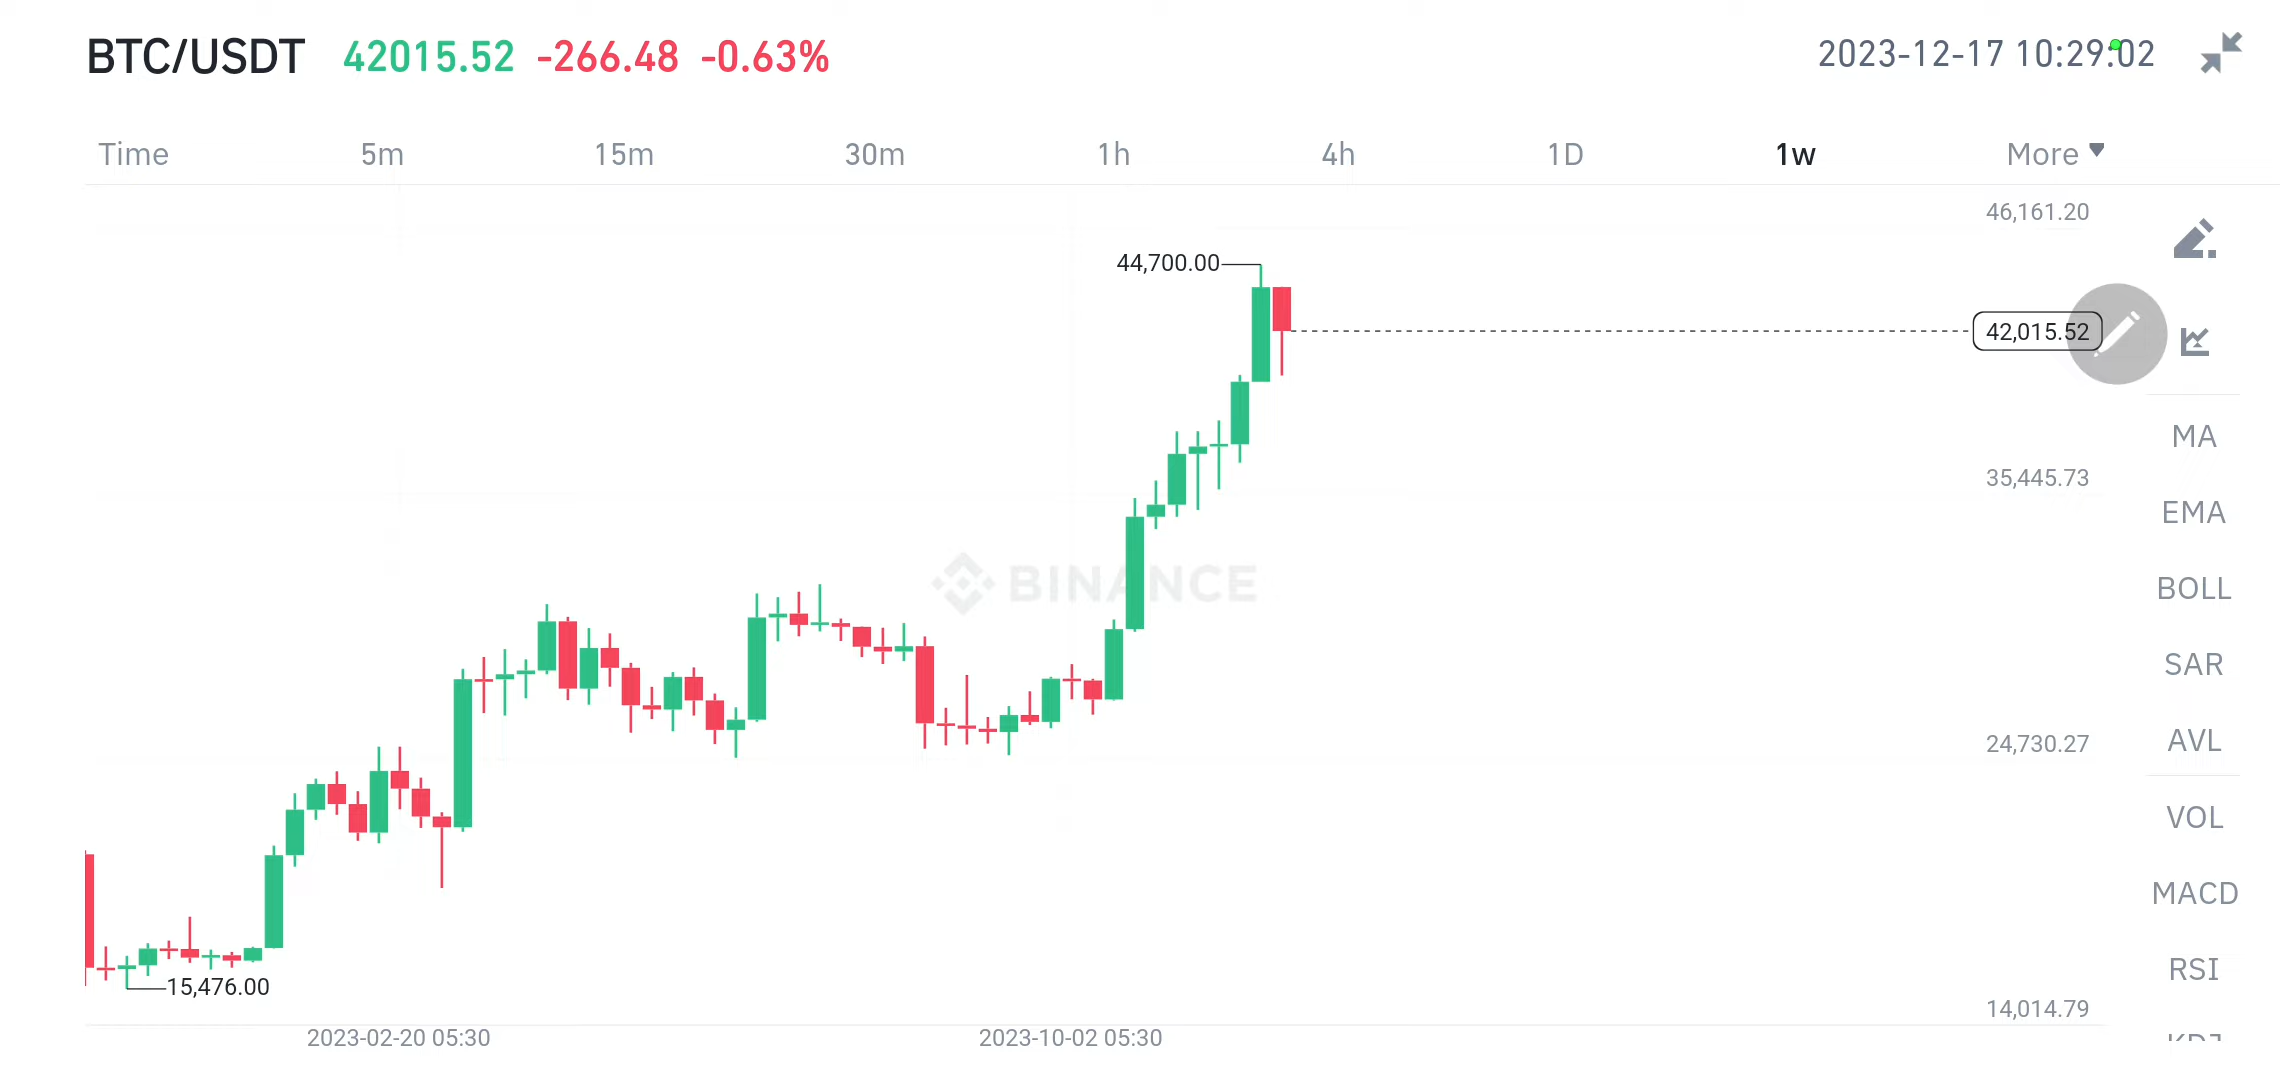 BTC/USDT 42015.52 -266.48 -0.63% 2023-12-17 10:29:02
Time 5m 15m 30m 1h 4h 1D 1w More
46,161.20
44,700.00
42,015.52
MA
35,445.73
EMA
BINANCE
BOLL
SAR
24,730.27
AVL
VOL
MACD
RSI
15,476.00
14,014.79
2023-02-20 05:30 2023-10-02 05:30